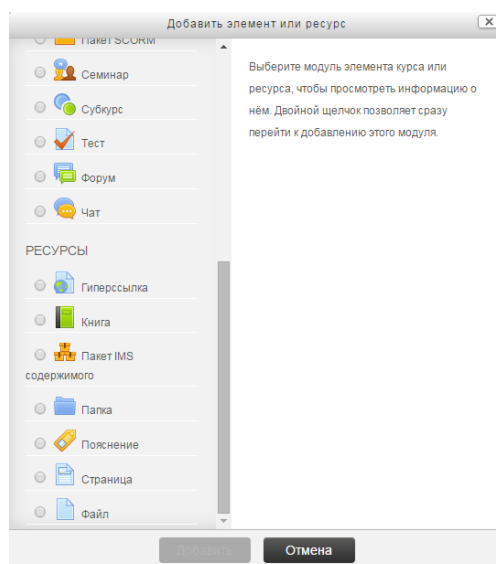 Добавить элемент или ресурс
Пакет SCORM
Семинар
Субкурс
Тест
Форум
Чат
РЕСУРСЫ
Гиперссылка
Книга
Пакет IMS
содержимого
Папка
Пояснение
Страница
Файл
Выберите модуль элемента курса или
ресурса, чтобы просмотреть информацию о
нём. Двойной щелчок позволяет сразу
перейти к добавлению этого модуля.
Добавить
Отмена